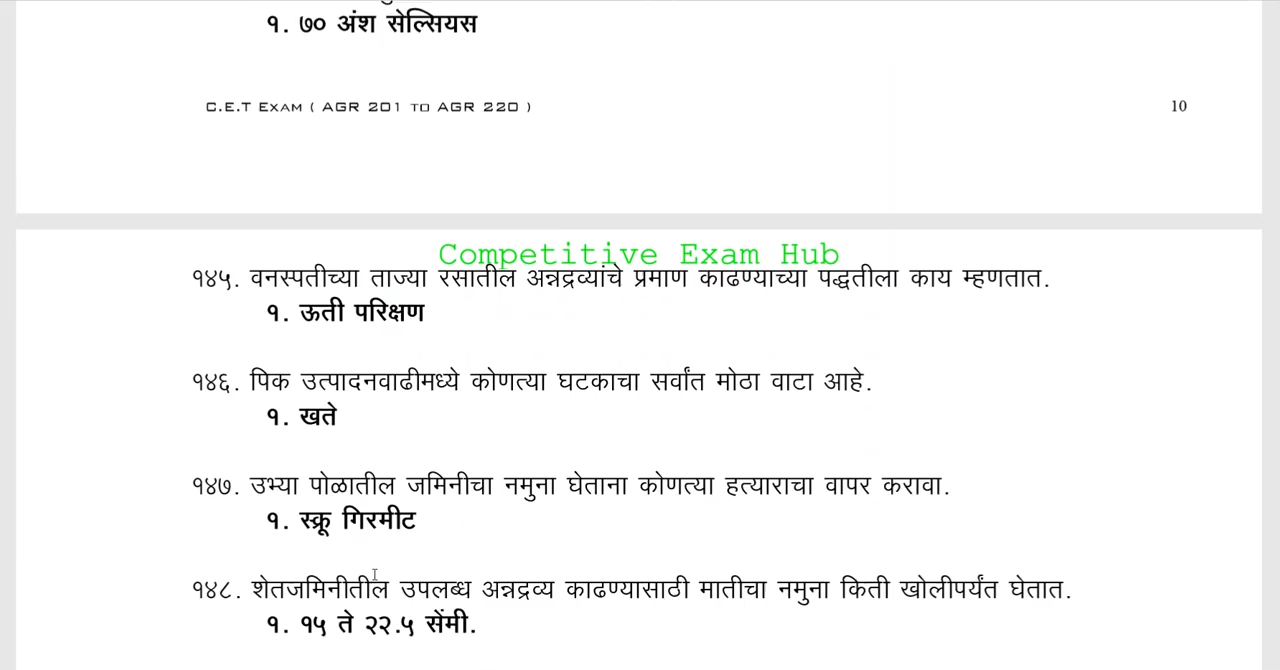 १. ७० अंश सेल्सियस
C.E.T EXAM ( AGR 201 TO AGR 220 )
10
Competitive Exam Hub
१४५. वनस्पतीच्या ताज्या रसातील अन्नद्रव्यांचे प्रमाण काढण्याच्या पद्धतीला काय म्हणतात.
१. ऊती परिक्षण
१४६. पिक उत्पादनवाढीमध्ये कोणत्या घटकाचा सर्वांत मोठा वाटा आहे.
१. खते
१४७. उभ्या पोळातील जमिनीचा नमुना घेताना कोणत्या हत्याराचा वापर करावा.
१. स्क्रू गिरमीट
१४८. शेतजमिनीतील उपलब्ध अन्नद्रव्य काढण्यासाठी मातीचा नमुना किती खोलीपर्यंत घेतात.
१. १५ ते २२.५ सेंमी.